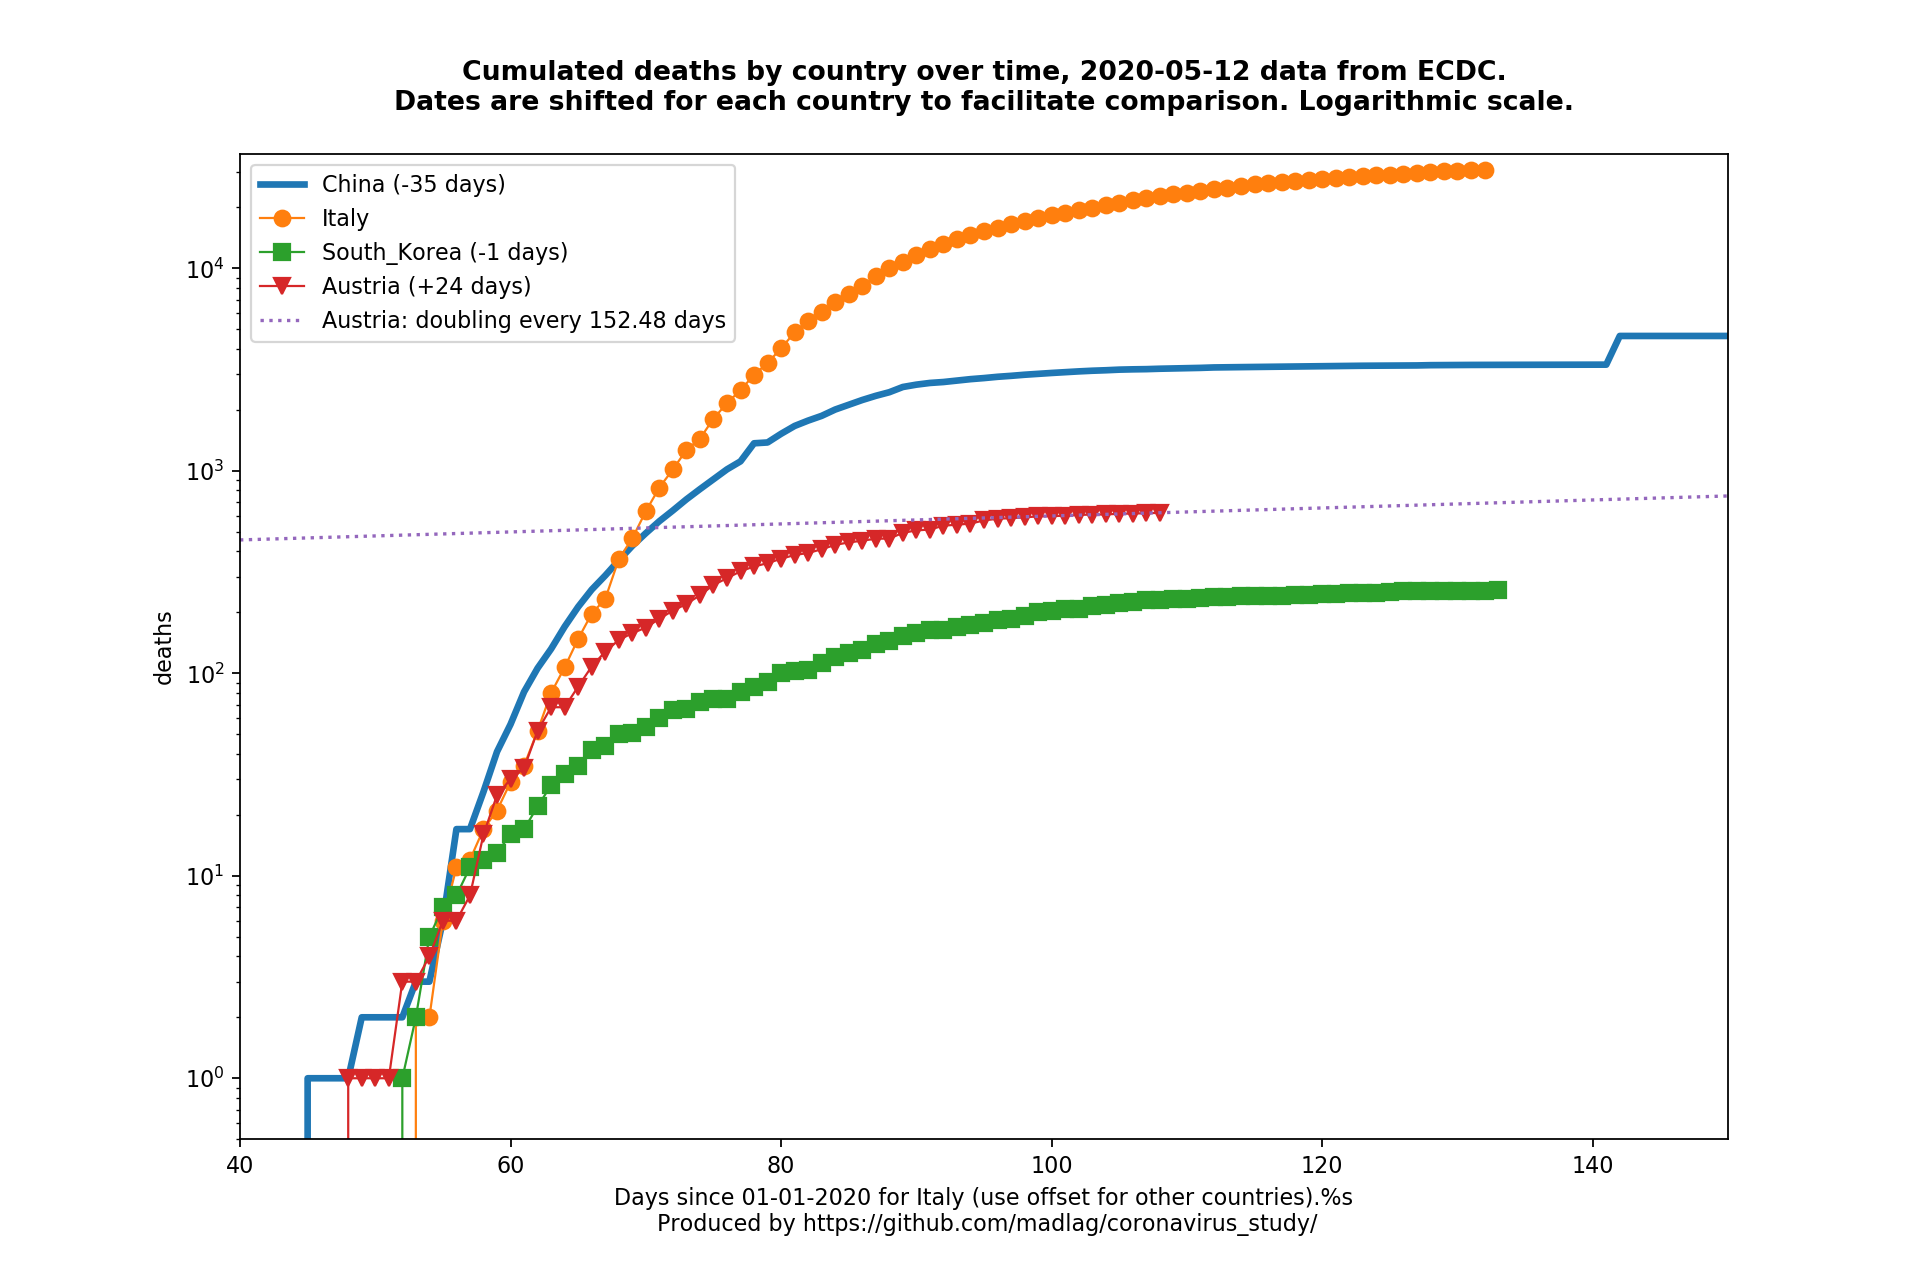 Cumulated deaths by country over time, 2020-05-12 data from ECDC.
Dates are shifted for each country to facilitate comparison. Logarithmic scale.
China (-35 days)
Italy
South_Korea (-1 days)
Austria (+24 days)
Austria: doubling every 152.48 days
10^4
10^3
10^2
10^1
10^0
deaths
40 60 80 100 120 140
Days since 01-01-2020 for Italy (use offset for other countries).%s
Produced by https://github.com/madlag/coronavirus_study/